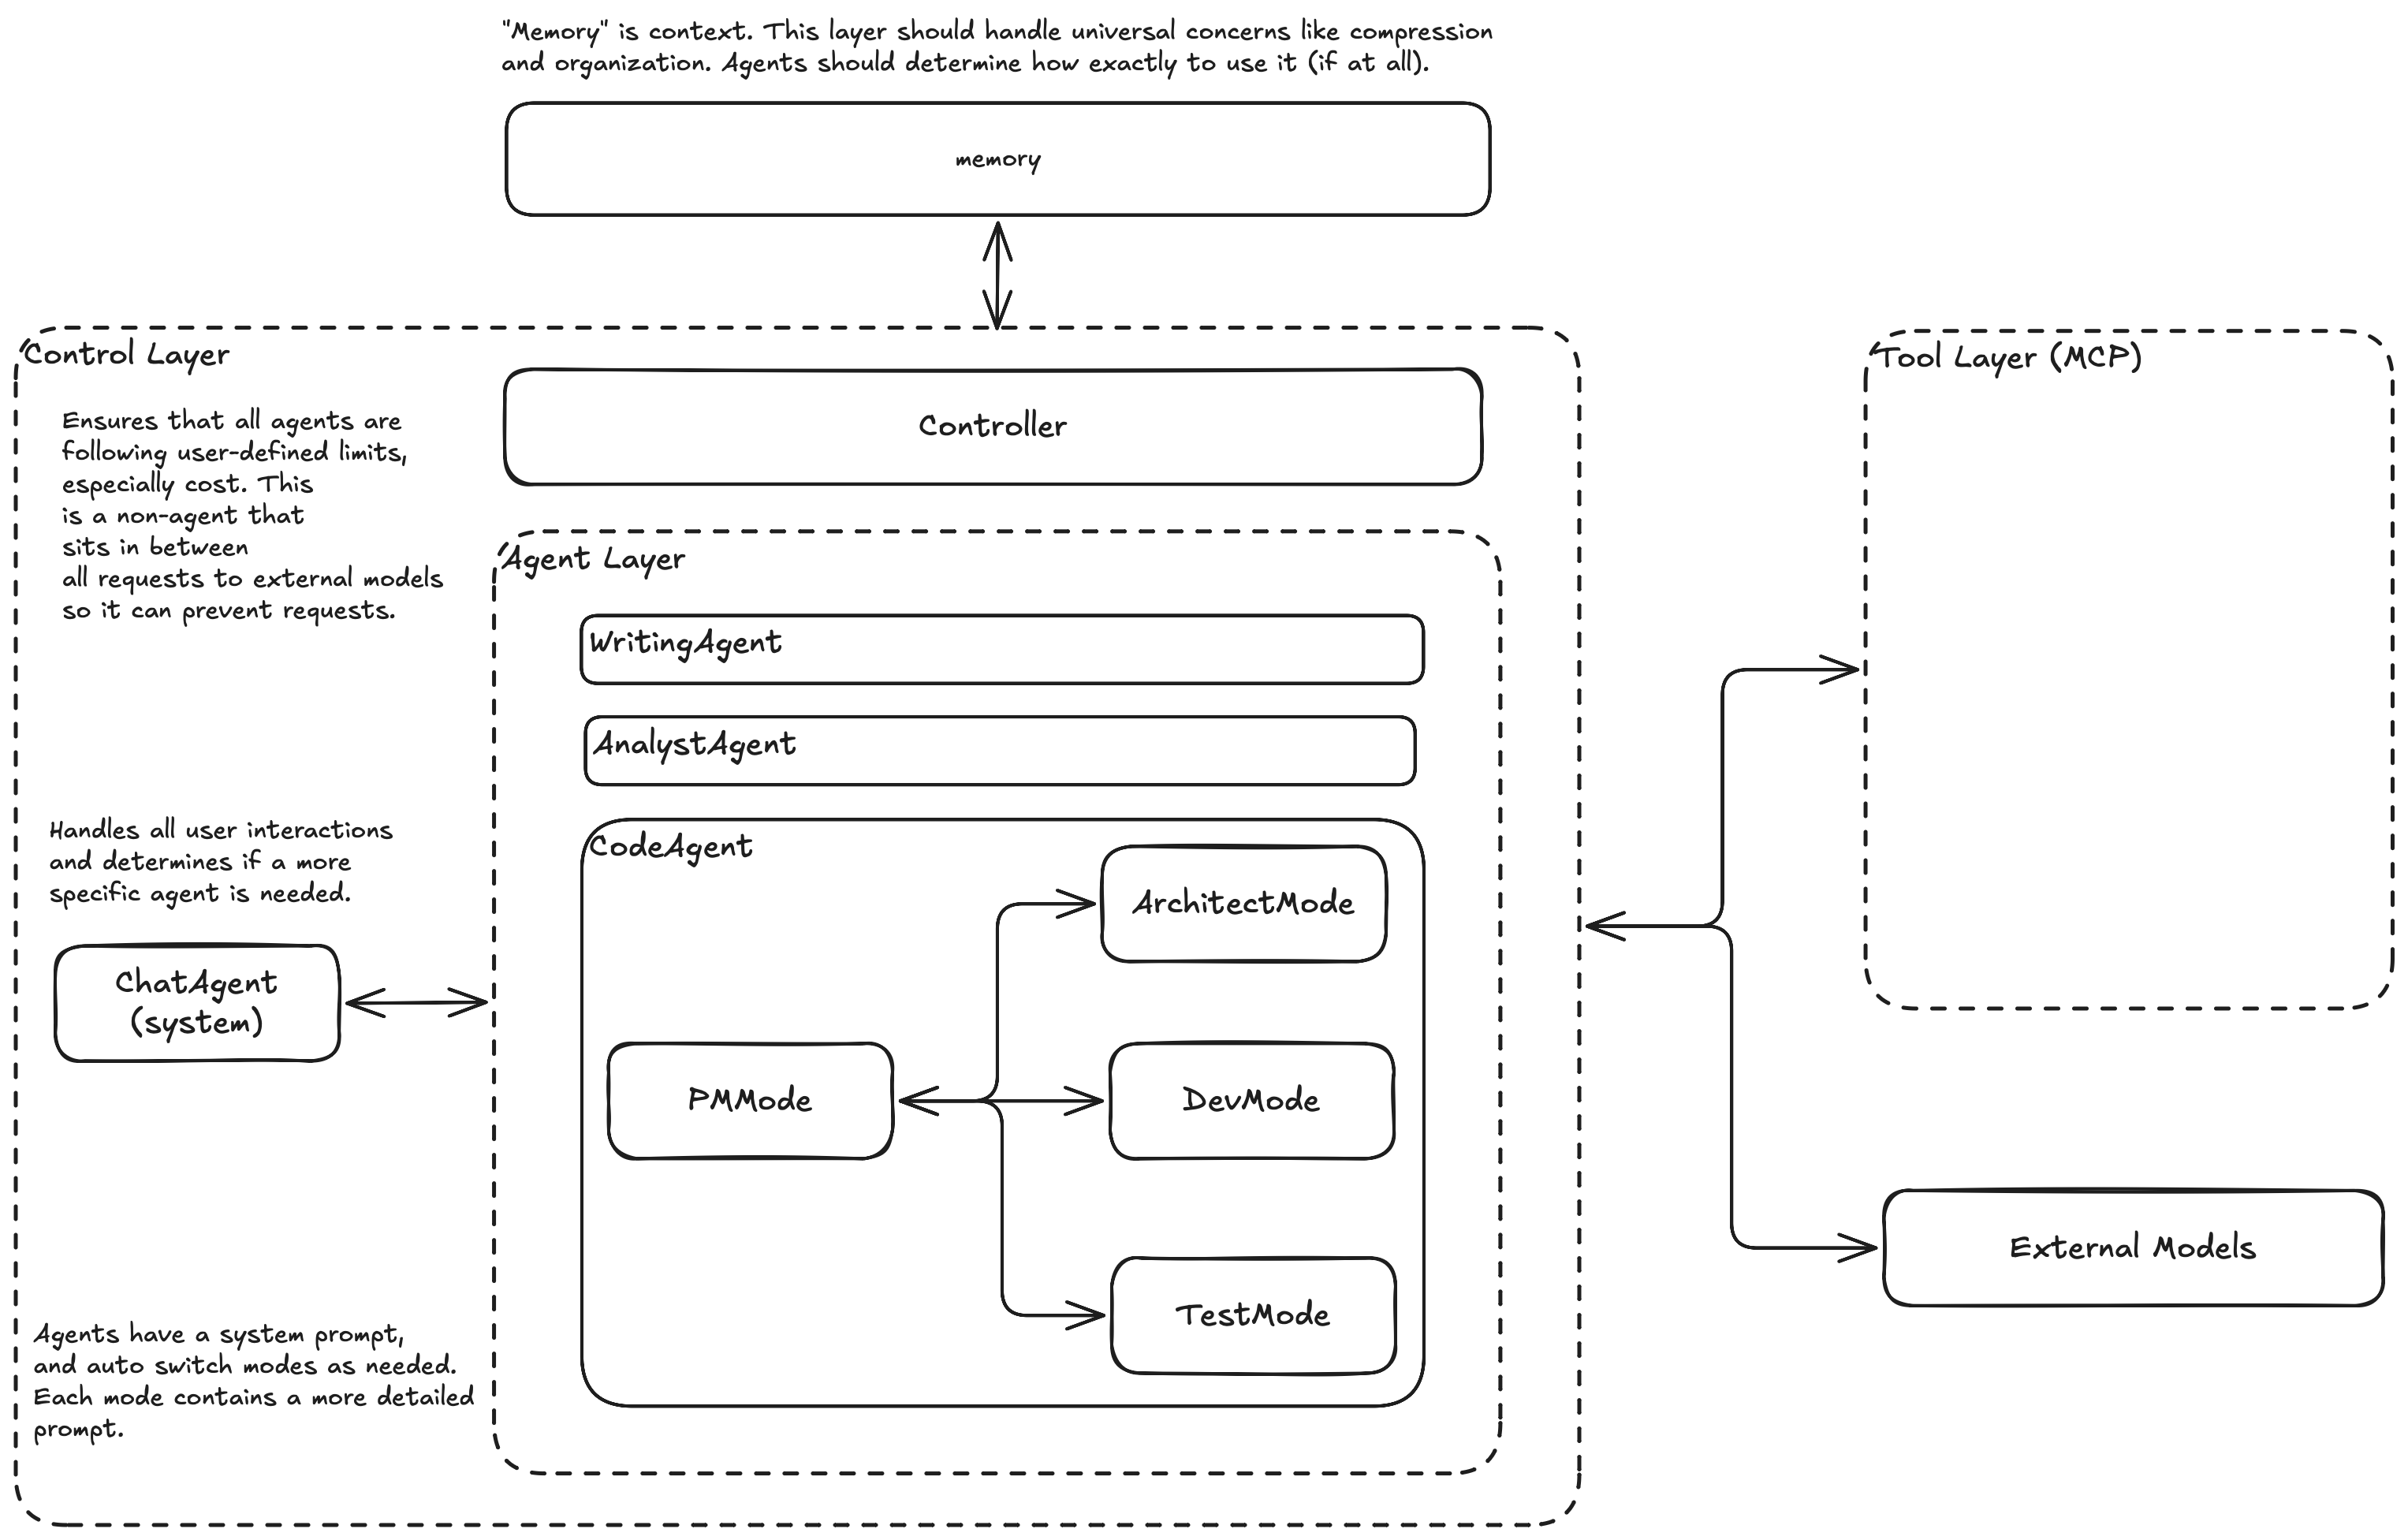 "Memory" is context. This layer should handle universal concerns like compression
and organization. Agents should determine how exactly to use it (if at all).
memory
Control Layer
Tool Layer (MCP)
Ensures that all agents are
following user-defined limits,
especially cost. This
is a non-agent that
sits in between
all requests to external models
so it can prevent requests.
Controller
Agent Layer
WritingAgent
AnalystAgent
Handles all user interactions
and determines if a more
specific agent is needed.
CodeAgent
ArchitectMode
ChatAgent
(system)
PMMode
DevMode
TestMode
External Models
Agents have a system prompt,
and auto switch modes as needed.
Each mode contains a more detailed
prompt.